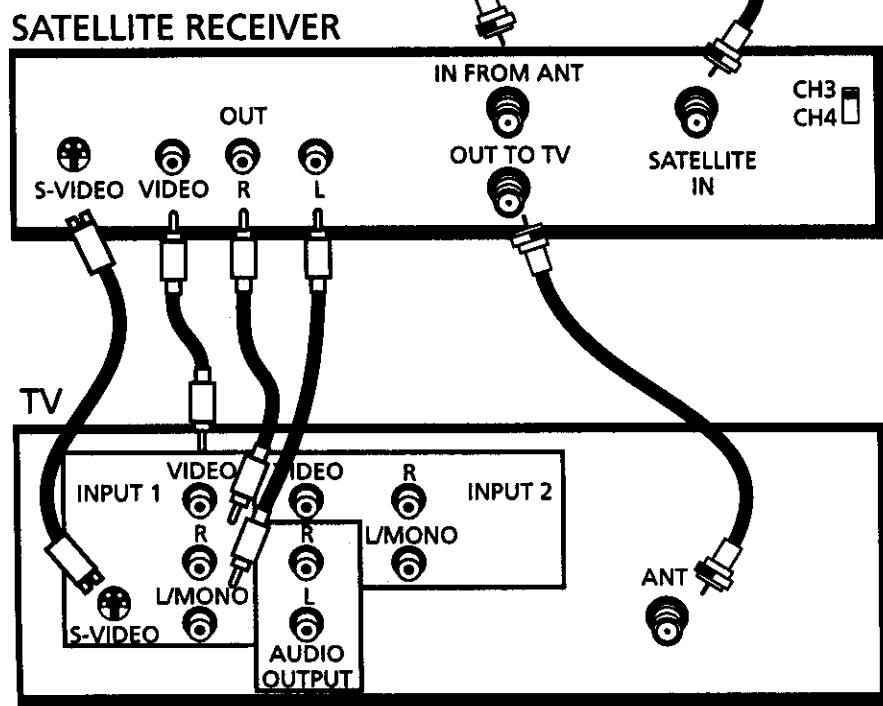 SATELLITE RECEIVER
IN FROM ANT
CH3
CH4
OUT
OUT TO TV
SATELLITE
IN
S-VIDEO VIDEO R L
TV
INPUT 1
VIDEO
VIDEO
R
INPUT 2
R
R
L/MONO
L/MONO
L
ANT
S-VIDEO
AUDIO
OUTPUT